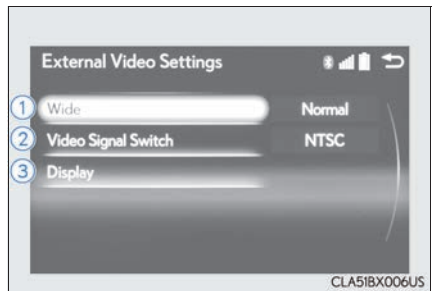 External Video Settings
1 Wide Normal
2 Video Signal Switch NTSC
3 Display
CLA51BX006US